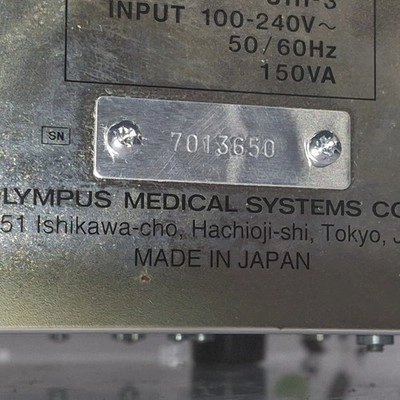 INPUT 100-240V~
50/60Hz
150VA
SN
7013650
LYMPUS MEDICAL SYSTEMS CO
51 Ishikawa-cho, Hachioji-shi, Tokyo, J
MADE IN JAPAN